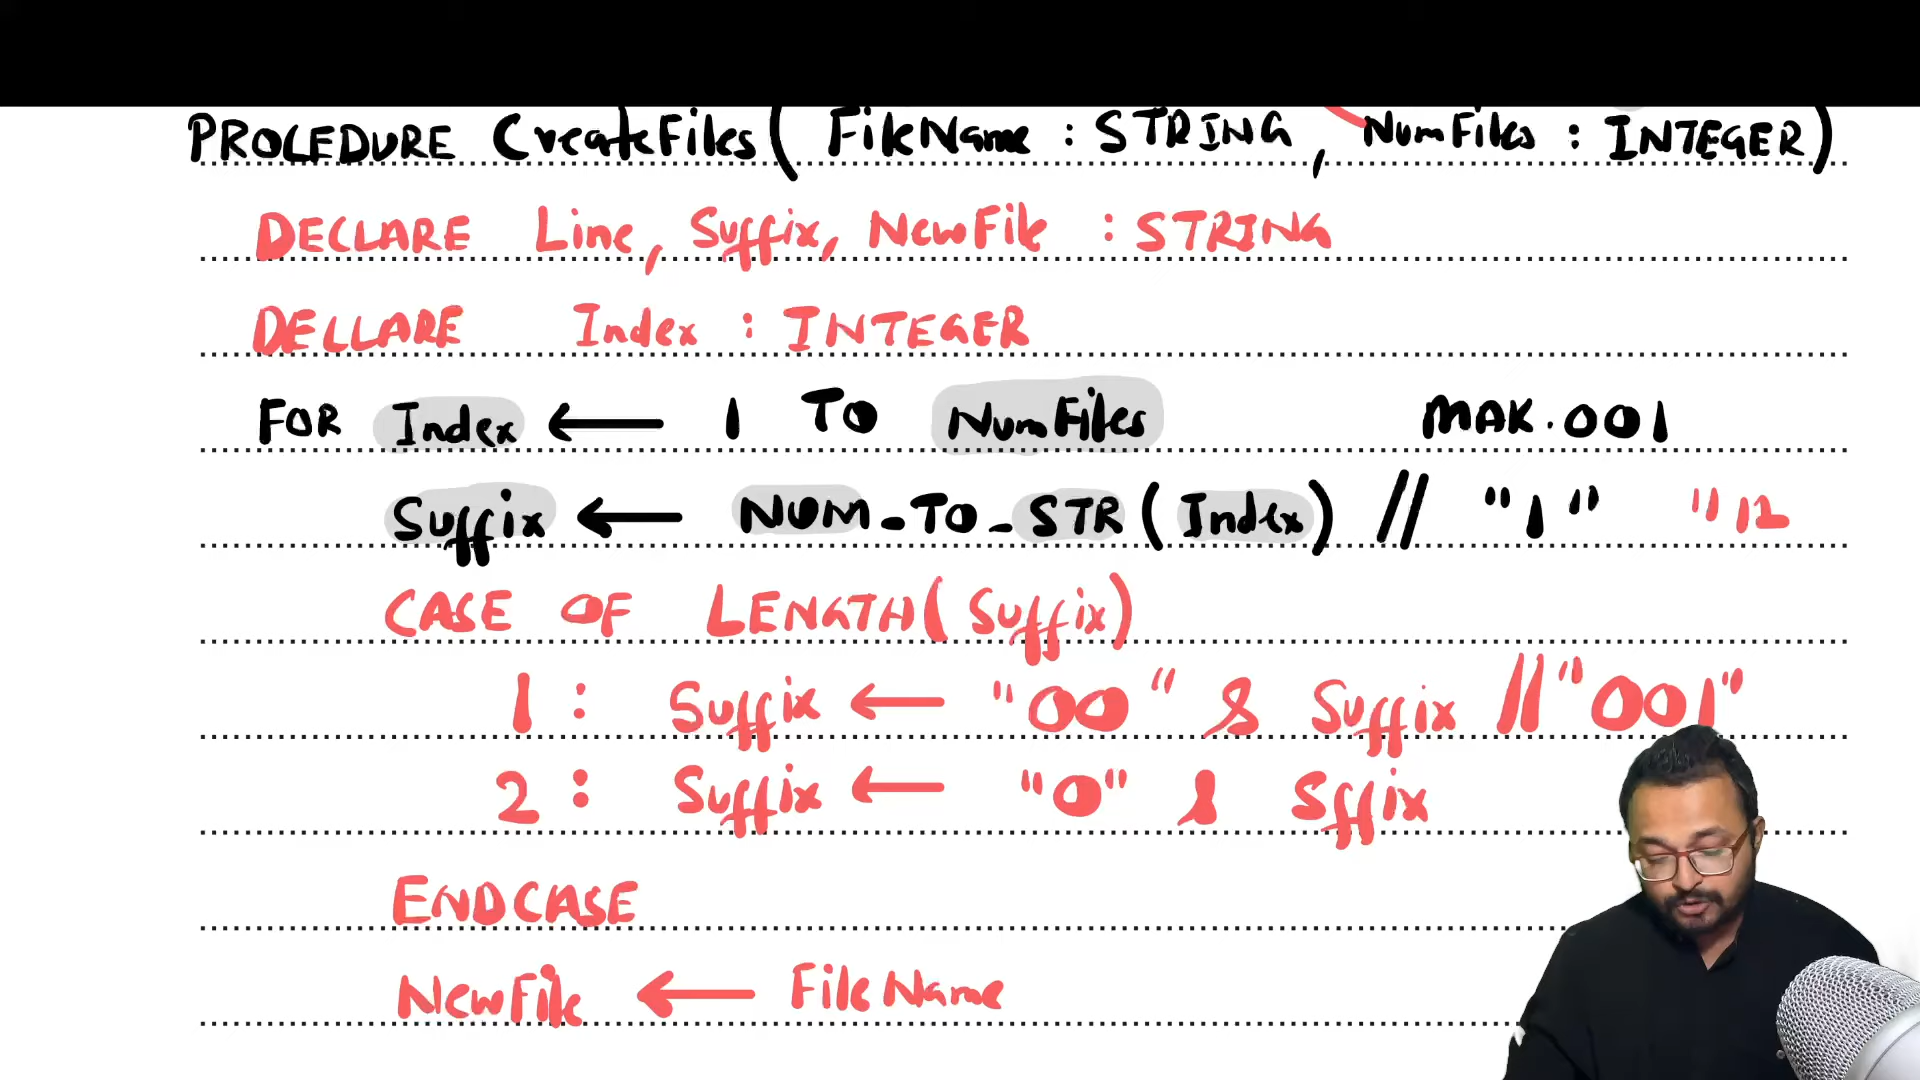 PROCEDURE CreateFiles( FileName : STRING , NumFiles : INTEGER)
DECLARE Line, Suffix, NewFile : STRING
DECLARE Index : INTEGER
FOR Index ← 1 TO NumFiles MAK.001
Suffix ← NUM_TO_STR(Index) // "1" "12
CASE OF LENGTH(Suffix)
1 : Suffix ← "00" & Suffix // "001"
2 : Suffix ← "0" & Sffix
ENDCASE
NewFile ← FileName